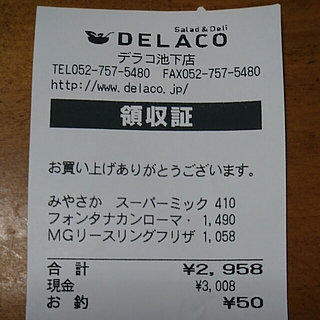 Salad & Deli
DELACO
デラコ池下店
TEL052-757-5480 FAX052-757-5480
http://www.delaco.jp/
領収証
お買い上げありがとうございます。
みやさか スーパーミック 410
フォンタナカンローマ・ 1,490
MGリースリングフリザ 1,058
合計 ¥2,958
現金 ¥3,008
お釣 ¥50